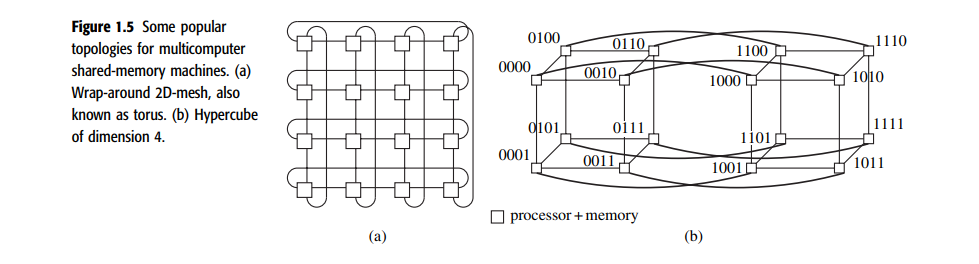 Figure 1.5 Some popular
topologies for multicomputer
shared-memory machines. (a)
Wrap-around 2D-mesh, also
known as torus. (b) Hypercube
of dimension 4.
(a)
0100
0110
1100
1110
0000
0010
1000
1010
0101
0111
1101
1111
0001
0011
1001
1011
processor + memory
(b)